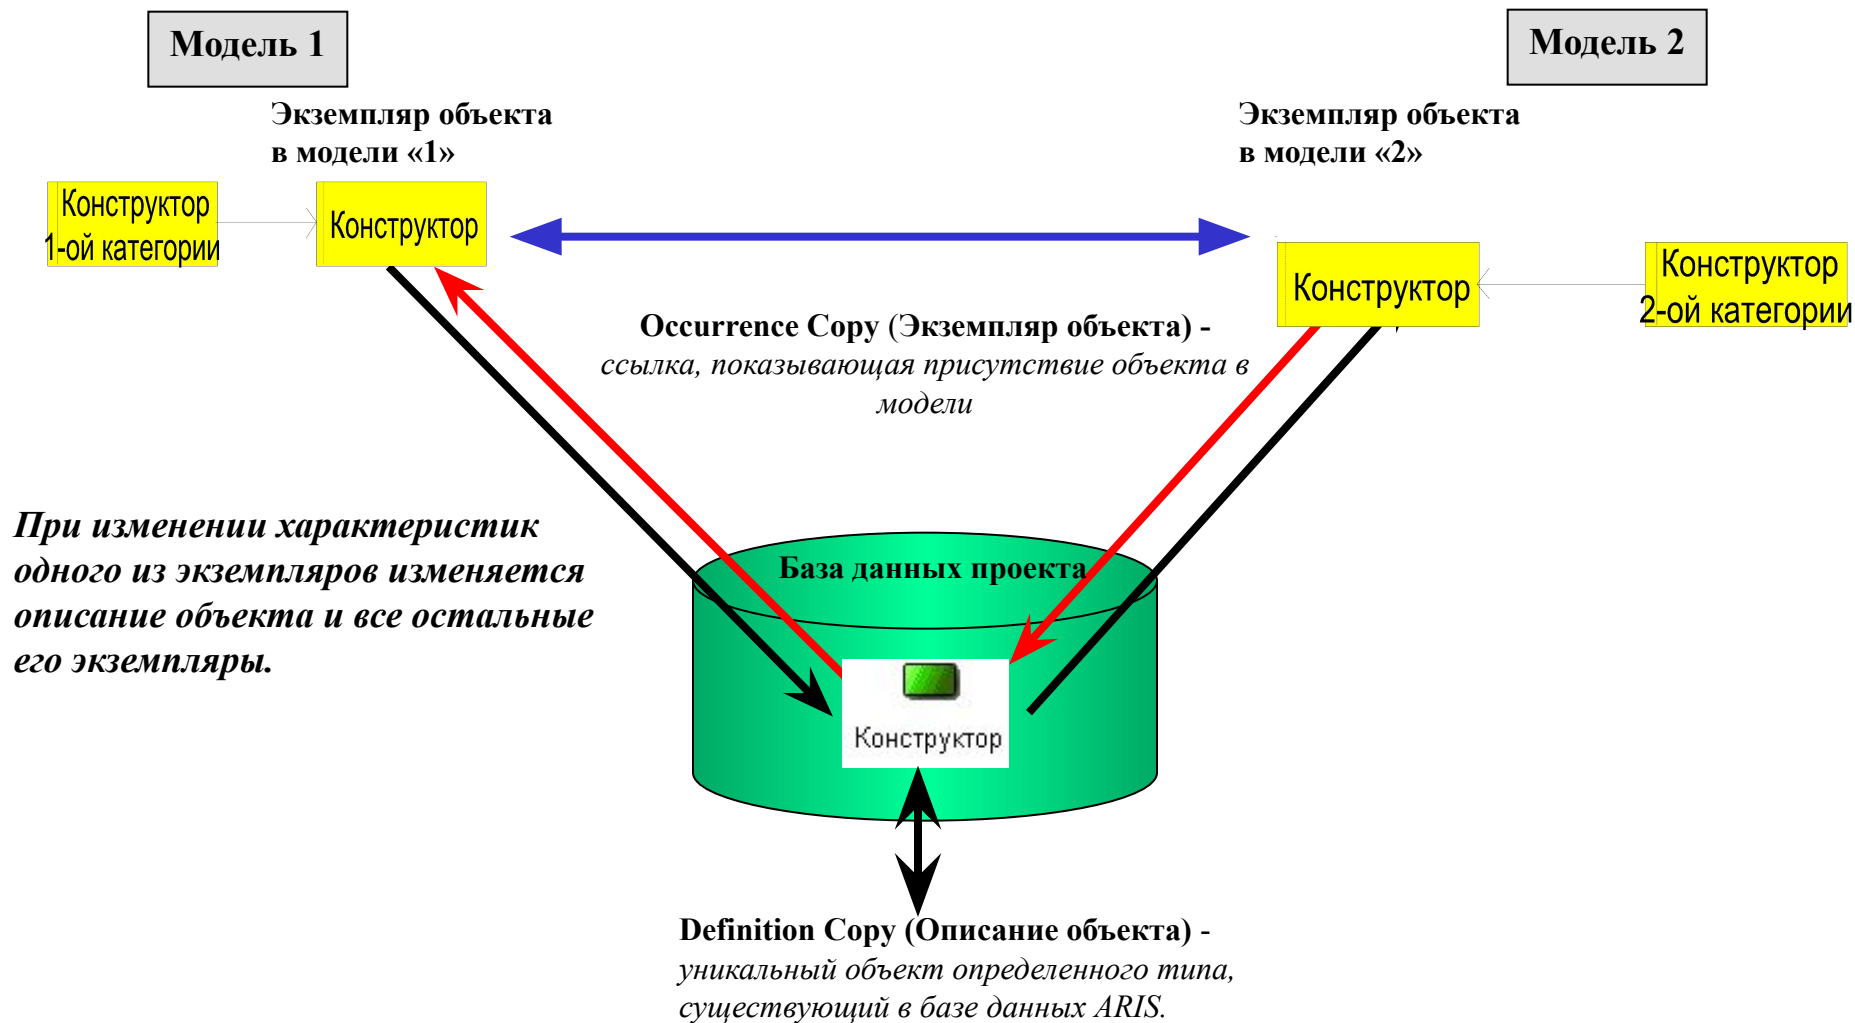 Модель 1
Модель 2
Экземпляр объекта
в модели «1»
Экземпляр объекта
в модели «2»
Конструктор
1-ой категории
Конструктор
Конструктор
Конструктор
2-ой категории
Occurrence Copy (Экземпляр объекта) -
ссылка, показывающая присутствие объекта в
модели
При изменении характеристик
одного из экземпляров изменяется
описание объекта и все остальные
его экземпляры.
База данных проекта
Конструктор
Definition Copy (Описание объекта) -
уникальный объект определенного типа,
существующий в базе данных ARIS.